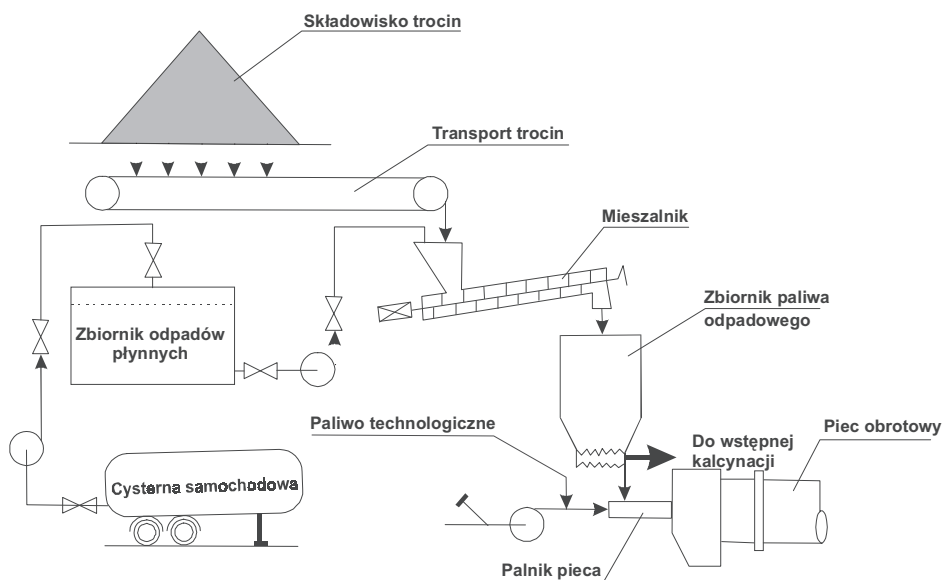 Składowisko trocin
Transport trocin
Mieszalnik
Zbiornik paliwa
odpadowego
Zbiornik odpadów
płynnych
Paliwo technologiczne
Piec obrotowy
Do wstępnej
kalcynacji
Cysterna samochodowa
Palnik pieca